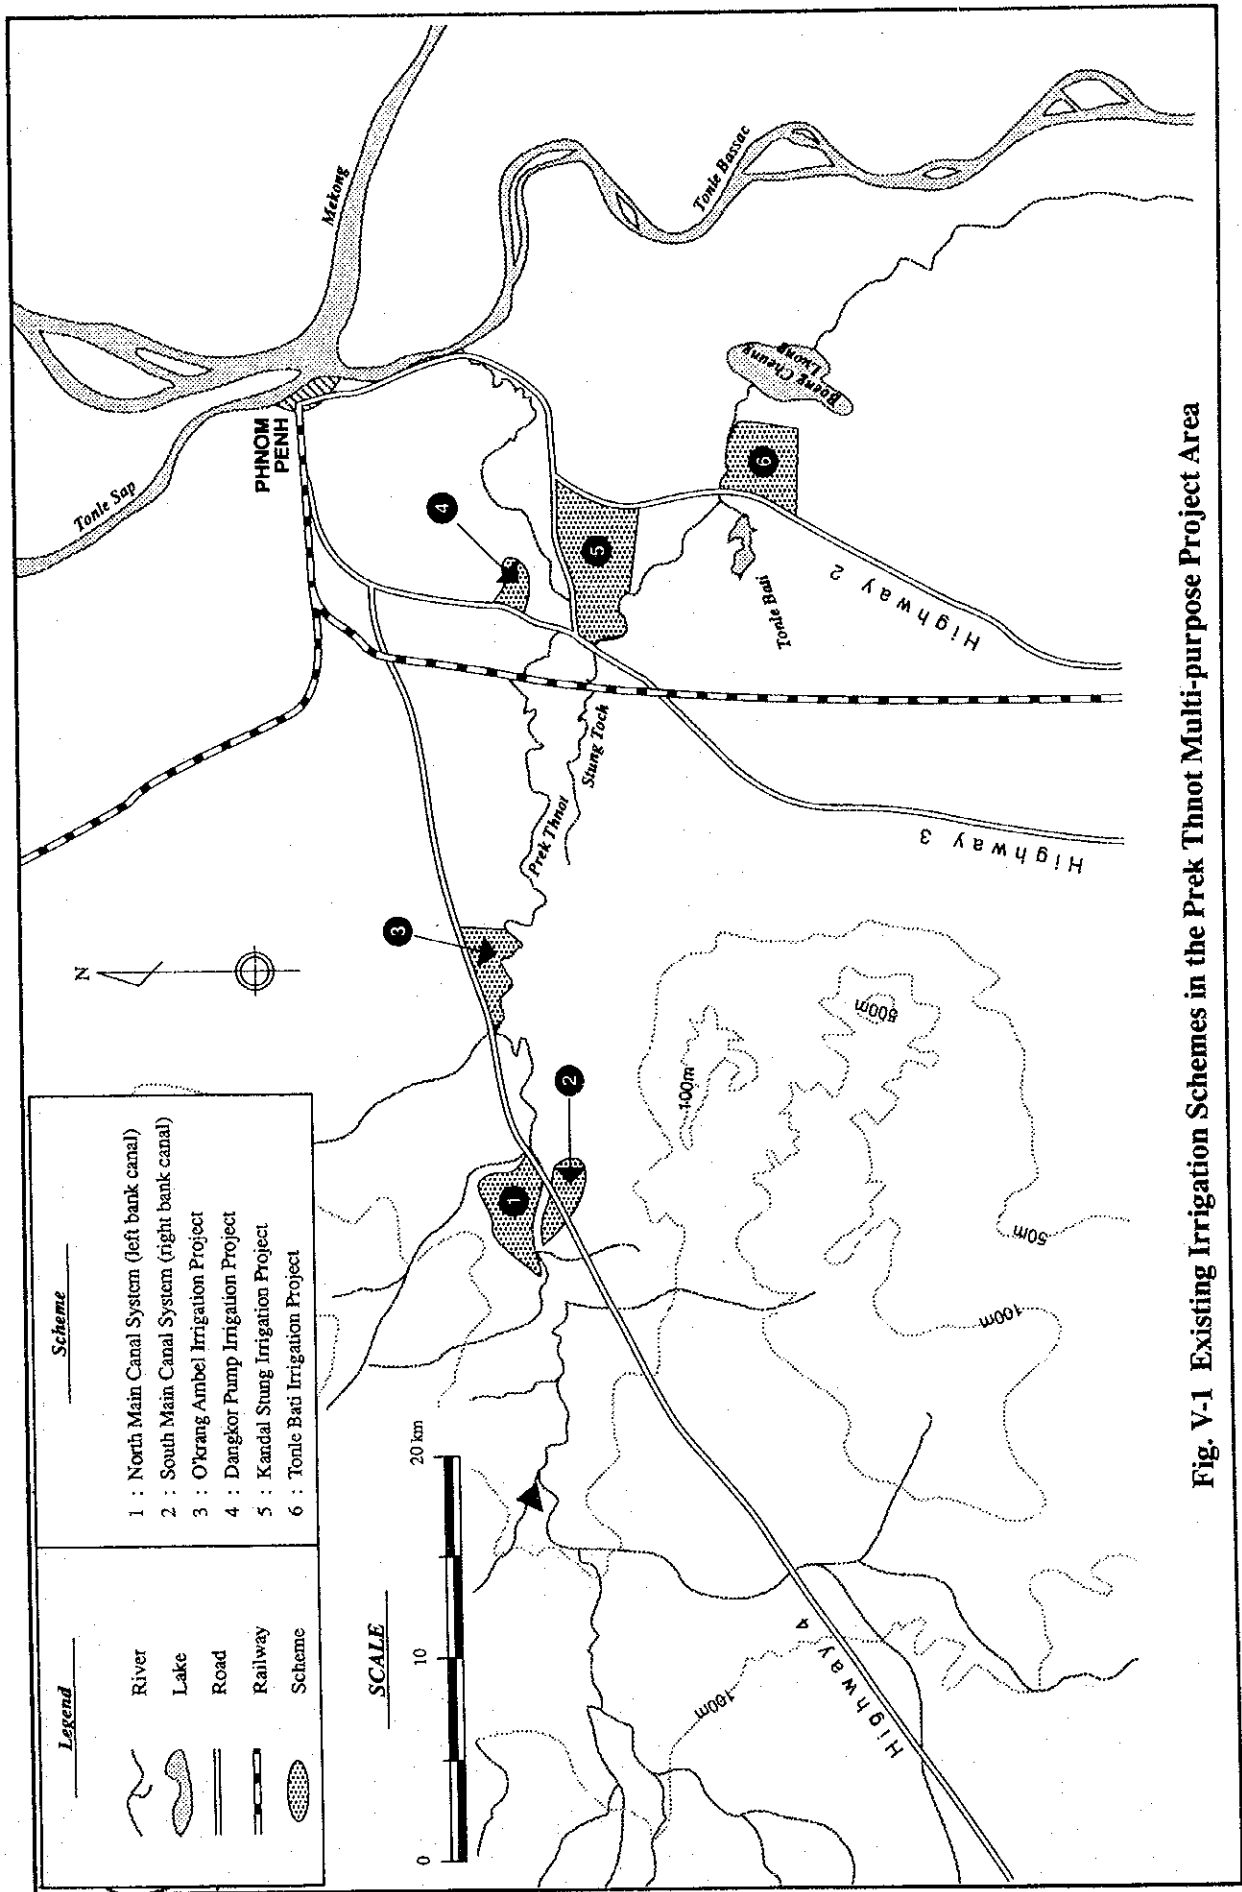 Legend
River
Lake
Road
Railway
Scheme
Scheme
1 : North Main Canal System (left bank canal)
2 : South Main Canal System (right bank canal)
3 : O'krang Ambel Irrigation Project
4 : Dangkor Pump Irrigation Project
5 : Kandal Stung Irrigation Project
6 : Tonle Bati Irrigation Project
SCALE
0
10
20 km
N
Tonle Sap
PHNOM
PENH
Mekong
Tonle Bassac
Boeng Cheung
Lwong
Tonle Bati
Prek Thnot
Stung Toch
Highway 2
Highway 3
Highway 4
1
2
3
4
5
6
100m
500m
50m
100m
100m
Fig. V-1 Existing Irrigation Schemes in the Prek Thnot Multi-purpose Project Area